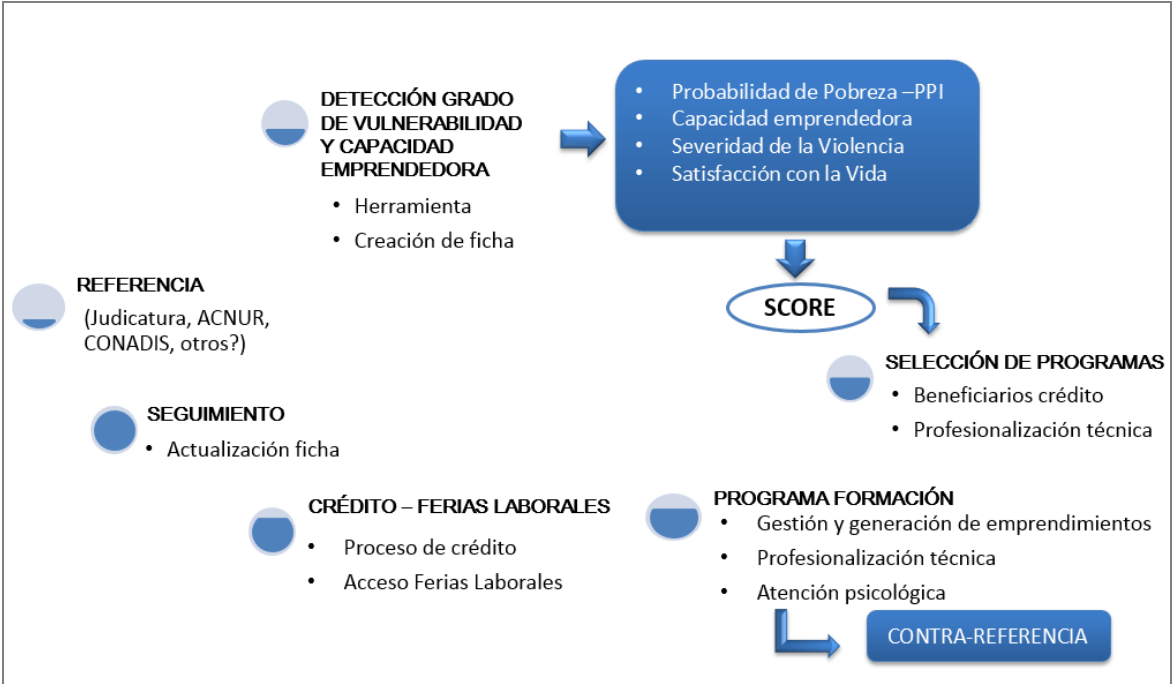 DETECCIÓN GRADO
DE VULNERABILIDAD
Y CAPACIDAD
EMPRENDEDORA
• Herramienta
• Creación de ficha
• Probabilidad de Pobreza –PPI
• Capacidad emprendedora
• Severidad de la Violencia
• Satisfacción con la Vida
REFERENCIA
(Judicatura, ACNUR,
CONADIS, otros?)
SCORE
SELECCIÓN DE PROGRAMAS
• Beneficiarios crédito
• Profesionalización técnica
SEGUIMIENTO
• Actualización ficha
CRÉDITO – FERIAS LABORALES
• Proceso de crédito
• Acceso Ferias Laborales
PROGRAMA FORMACIÓN
• Gestión y generación de emprendimientos
• Profesionalización técnica
• Atención psicológica
CONTRA-REFERENCIA